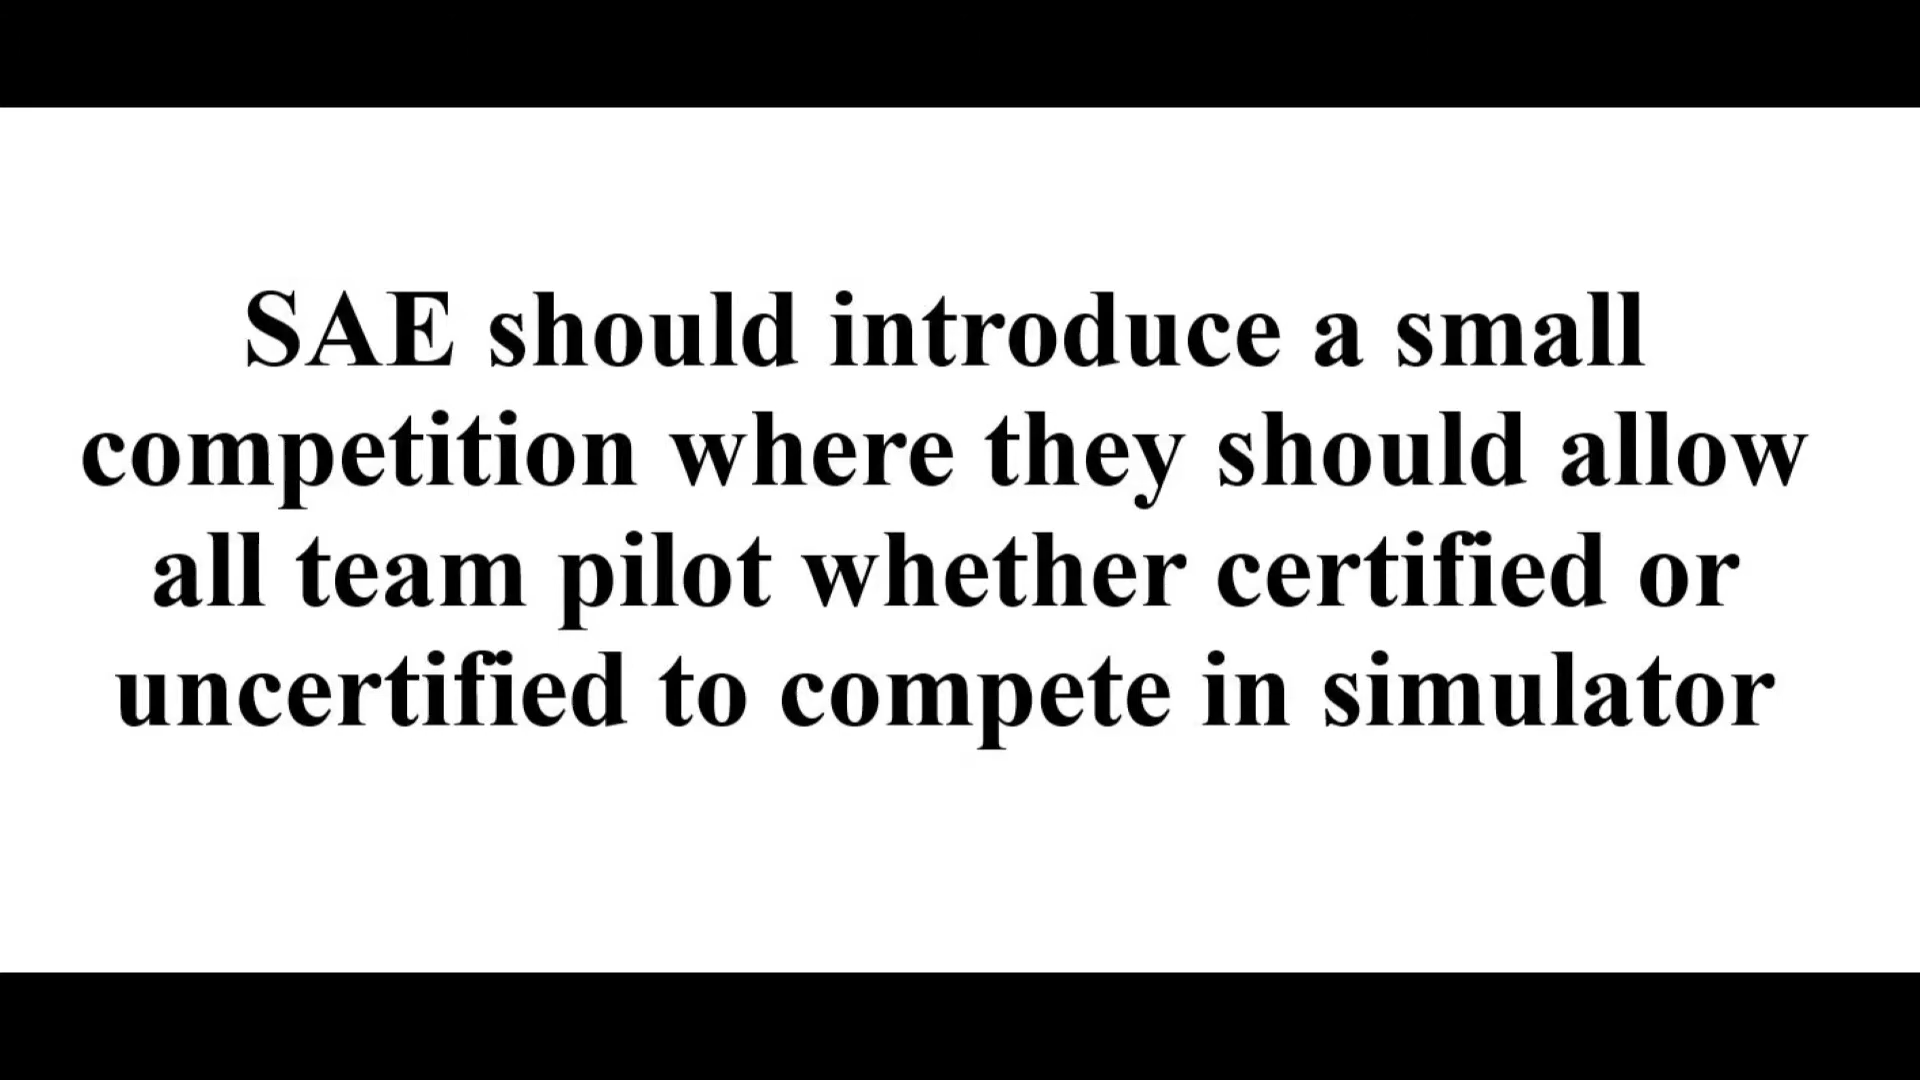 SAE should introduce a small
competition where they should allow
all team pilot whether certified or
uncertified to compete in simulator